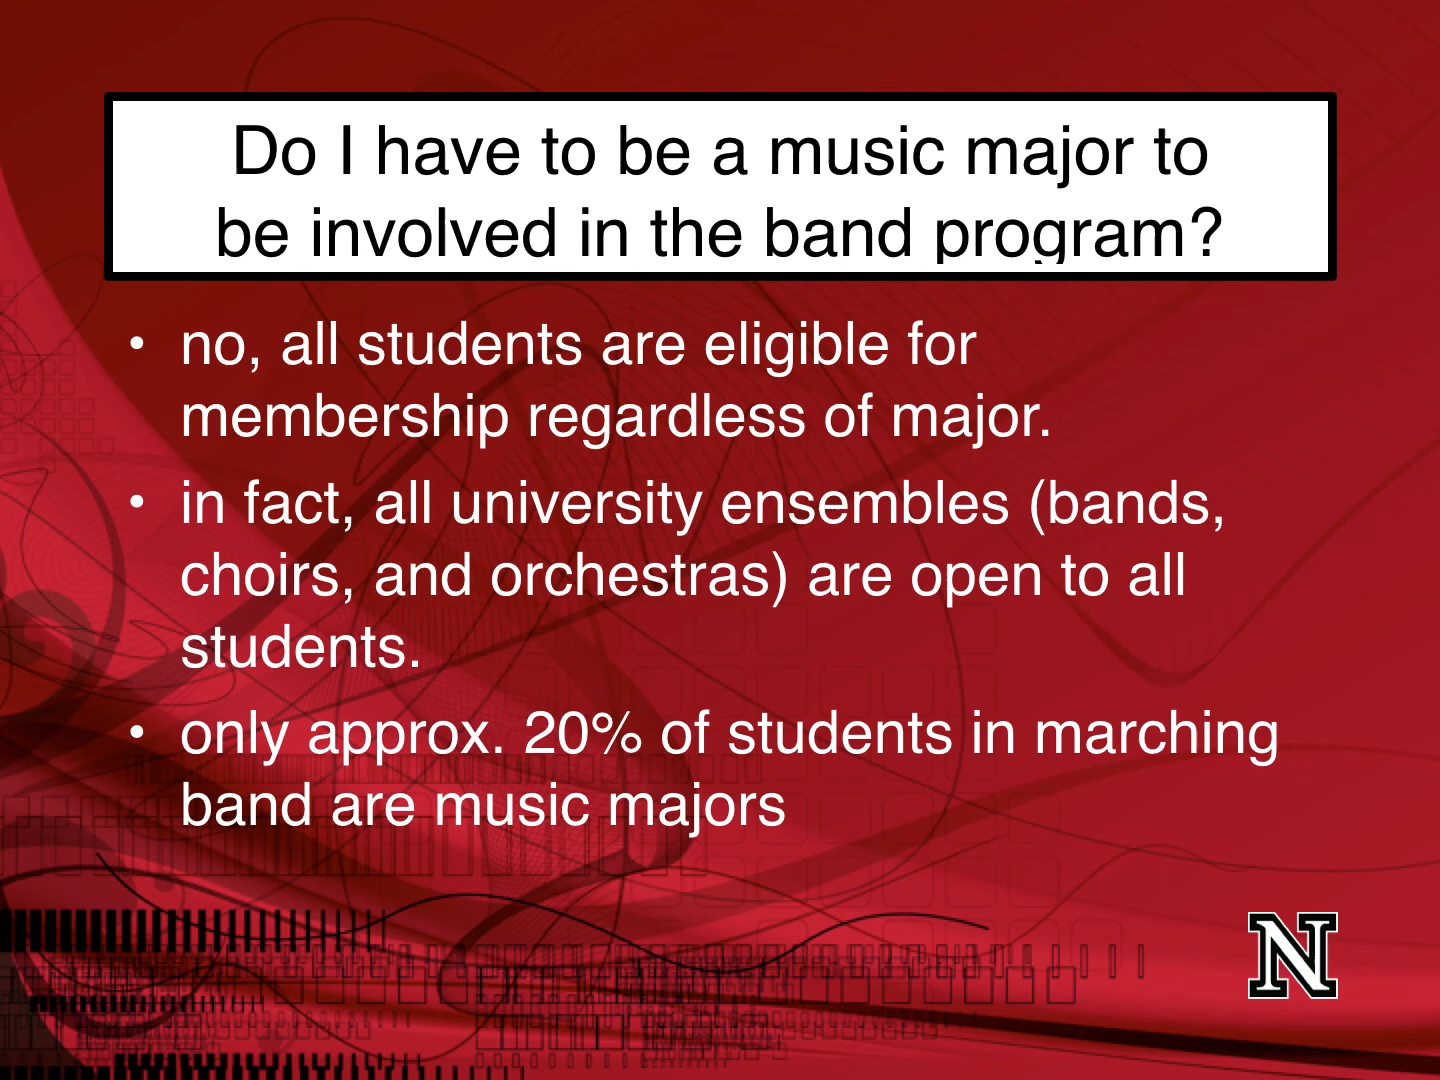 Do I have to be a music major to
be involved in the band program?
• no, all students are eligible for
membership regardless of major.
• in fact, all university ensembles (bands,
choirs, and orchestras) are open to all
students.
• only approx. 20% of students in marching
band are music majors
N